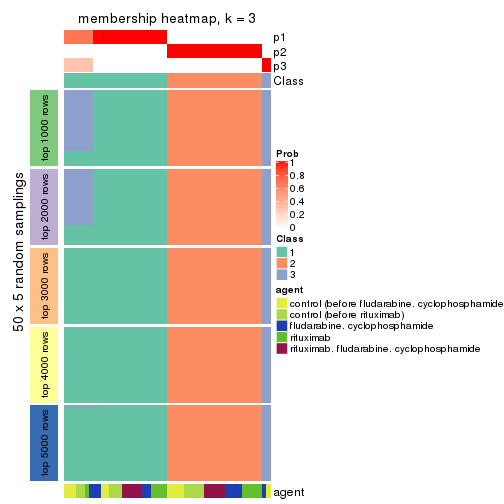 membership heatmap, k = 3
p1
p2
p3
Class
50 x 5 random samplings
top 1000 rows
top 2000 rows
top 3000 rows
top 4000 rows
top 5000 rows
Prob
1
0.8
0.6
0.4
0.2
0
Class
1
2
3
agent
control (before fludarabine. cyclophosphamide
control (before rituximab)
fludarabine. cyclophosphamide
rituximab
rituximab. fludarabine. cyclophosphamide
agent